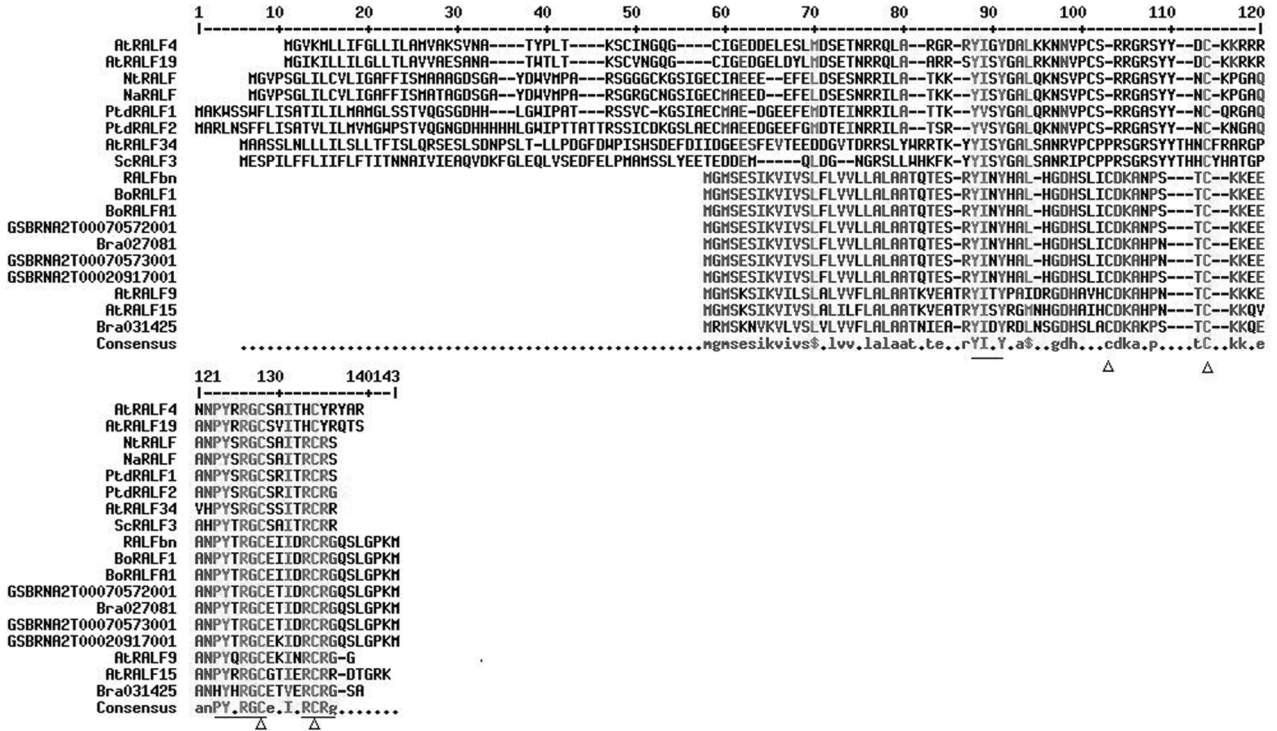 1 10 20 30 40 50 60 70 80 90 100 110 120
|--------+---------+---------+---------+---------+---------+---------+---------+---------+---------+---------+---------|
AtRALF4 MGVKMLLIFGLLILAMVAKSVNA----TYPLT----KSCINGQG----CIGEDDELESLMDSETNRRQLA--RGR-RYIGYDALKKNNVPCS-RRGRSYY--DC-KKRRR
AtRALF19 MGIKILLILGLLTLAVVAESANA----TWTLT----KSCVNGQG----CIGEDGELDYLMDSETNRRQLA--ARR-SYISYGALRKNNVPCS-RRGRSYY--DC-KKRKR
NtRALF MGVPSGLILCVLIGAFFISMAAAGDSGA--YDWVMPA--RSGGGCKGSIGECIAEEE--EFELDSESNRRILA--TKK--YISYGALQKNSVPCS-RRGASYY--NC-KPGAQ
NaRALF MGVPSGLILCVLIGAFFISMATAGDSGA--YDWVMPA--RSGRGCNGSIGECMAEED--EFELDSESNRRILA--TKK--YISYGALQKNSVPCS-RRGASYY--NC-KPGAQ
PtdRALF1 MAKWSSWFLISATILILMAMGLSSTVQGSGDHH---LGWIPAT--RSSVC-KGSIAECMAE-DGEEFEMDTEINRRILA--TTK--YVSYGALQKNNVPCS-RRGASYY--NC-QRGAQ
PtdRALF2 MARLNSFFLISATVLILMVMGWPSTVQGNGDHHHHHLGWIPTTATTRSSICDKGSLAECMAE-DGEEFGMDTEINRRILA--TSR--YVSYGALQKNNVPCS-RRGASYY--NC-KNGAQ
AtRALF34 MAASSLNLLLILSLLTFISLQRSESLSDNPSLT-LLPDGFDWPISHSDEFDIIDGEESFEVTEEDDGVTDRRSLYWRRTK-YYISYGALSANRVPCPPRSGRSYYTHNCFRARGP
ScRALF3 MESPILFFLIIFLFTITNNAIVIEAQVDKFGLEQLVSEDFELPMAMSSLYEETEDDEM-----QLDG--NGRSLLWHKFK-YYISYGALSANRIPCPPRSGRSYYTHHCYHATGP
RALFbn MGMSESIKVIVSLFLVVLLALAATQTES-RYINYHAL-HGDHSLICDKANPS---TC--KKEE
BoRALF1 MGMSESIKVIVSLFLVVLLALAATQTES-RYINYHAL-HGDHSLICDKANPS---TC--KKEE
BoRALFA1 MGMSESIKVIVSLFLVVLLALAATQTES-RYINYHAL-HGDHSLICDKANPS---TC--KKEE
GSBRNA2T00070572001 MGMSESIKVIVSLFLVVLLALAATQTES-RYINYHAL-HGDHSLICDKAHPS---TC--KKEE
Bra027081 MGMSESIKVIVSLFLVVLLALAATQTES-RYINYHAL-HGDHSLICDKAHPN---TC--EKEE
GSBRNA2T00070573001 MGMSESIKVIVSLFLVVLLALAATQTES-RYINYHAL-HGDHSLICDKAHPN---TC--KKEE
GSBRNA2T00020917001 MGMSESIKVIVSLFLVVLLALAATQTES-RYINYHAL-HGDHSLICDKAHPS---TC--KKEE
AtRALF9 MGMSKSIKVILSLALVVFLALAATKVEATRYITYPAIDRGDHAVHCDKAHPN---TC--KKKE
AtRALF15 MGMSKSIKVIVSLALILFLALAATKVEATRYISYRGMNHGDHAIHCDKAHPN---TC--KKQV
Bra031425 MRMSKNVKVLVSLVLVVFLALAATNIEA-RYIDYRDLNSGDHSLACDKAKPS---TC--KKQE
Consensus ....................................................mgmsesikvivs$.lvv.lalaat.te.rYI.Y.a$..gdh...cdka.p...tC..kk.e
121 130 140143
|--------+---------+--|
AtRALF4 NNPYRRGCSAITHCYRYAR
AtRALF19 ANPYRRGCSVITHCYRQTS
NtRALF ANPYSRGCSAITRCRS
NaRALF ANPYSRGCSAITRCRS
PtdRALF1 ANPYSRGCSRITRCRS
PtdRALF2 ANPYSRGCSRITRCRG
AtRALF34 VHPYSRGCSSITRCRR
ScRALF3 AHPYTRGCSAITRCRR
RALFbn ANPYTRGCEIIDRCRGQSLGPKM
BoRALF1 ANPYTRGCEIIDRCRGQSLGPKM
BoRALFA1 ANPYTRGCEIIDRCRGQSLGPKM
GSBRNA2T00070572001 ANPYTRGCETIDRCRGQSLGPKM
Bra027081 ANPYTRGCETIDRCRGQSLGPKM
GSBRNA2T00070573001 ANPYTRGCETIDRCRGQSLGPKM
GSBRNA2T00020917001 ANPYTRGCEKIDRCRGQSLGPKM
AtRALF9 ANPYQRGCEKINRCRG-G
AtRALF15 ANPYRRGCGTIERCRR-DTGRK
Bra031425 ANHYHRGCETVERCRG-SA
Consensus anPY.RGCe.I.RCRg.......